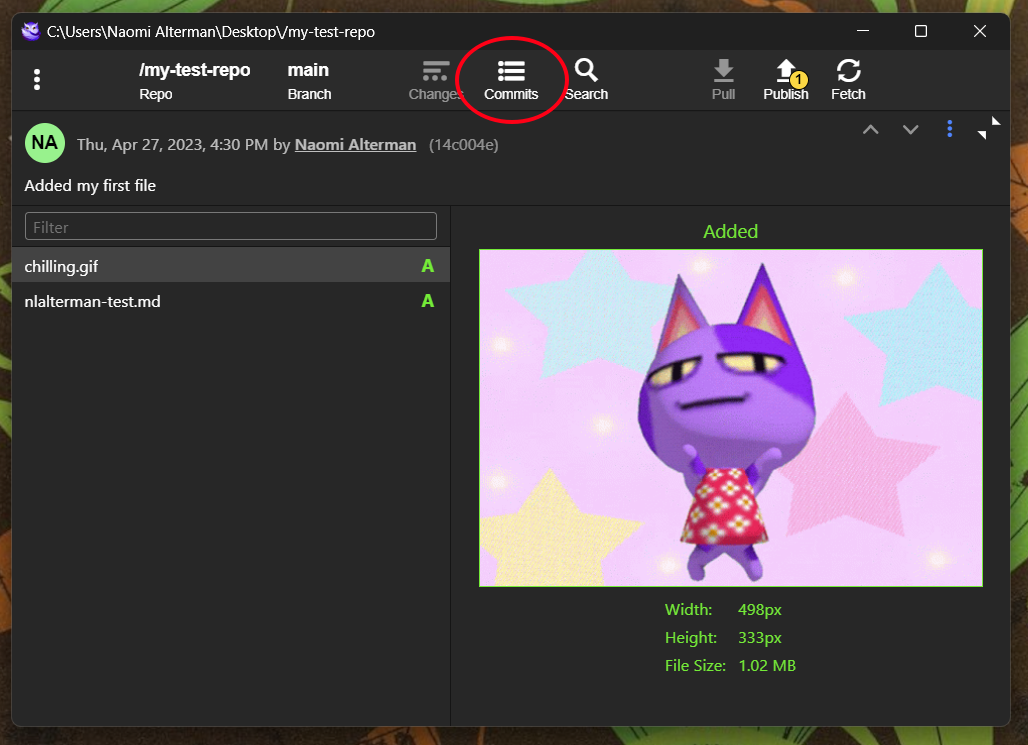 C:\Users\Naomi Alterman\Desktop\/my-test-repo
/my-test-repo
Repo
main
Branch
Changes
Commits
Search
Pull
1
Publish
Fetch
NA
Thu, Apr 27, 2023, 4:30 PM by Naomi Alterman (14c004e)
Added my first file
Filter
chilling.gif A
nlalterman-test.md A
Added
Width: 498px
Height: 333px
File Size: 1.02 MB